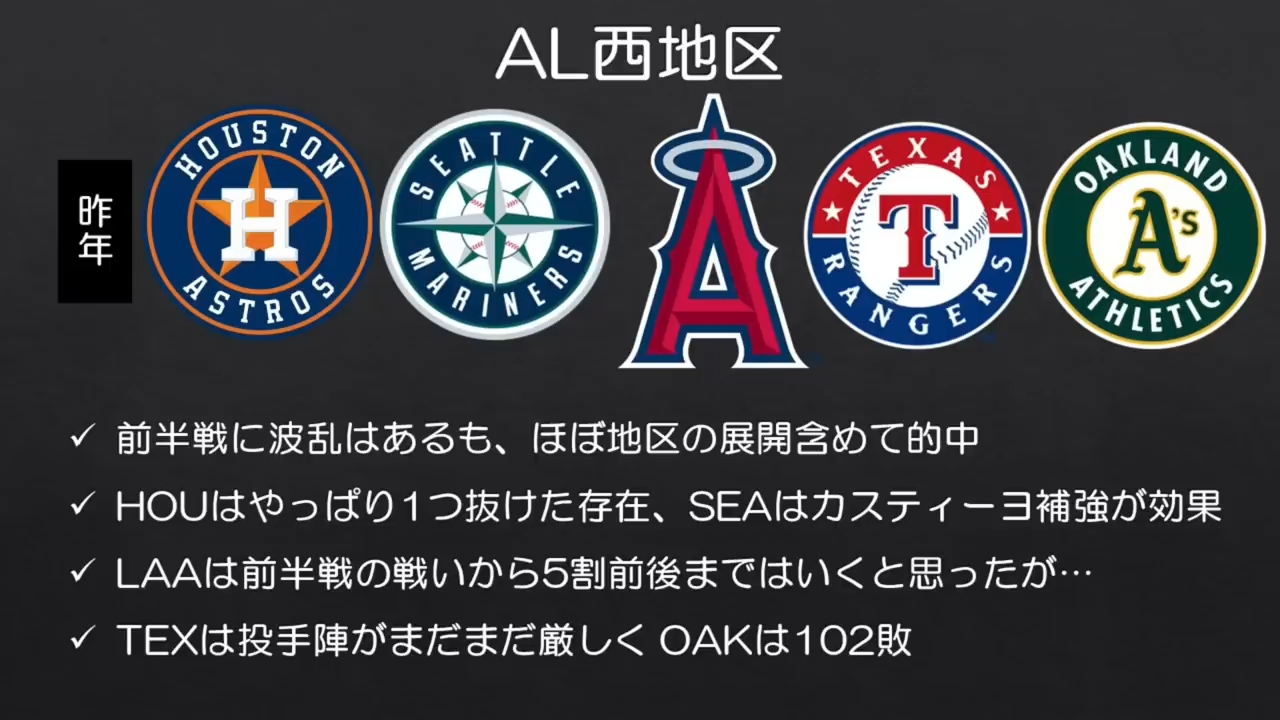 AL西地区
昨年
HOUSTON
ASTROS
H
SEATTLE
MARINERS
A
TEXAS
RANGERS
T
OAKLAND
ATHLETICS
A's
✓ 前半戦に波乱はあるも、ほぼ地区の展開含めて的中
✓ HOUはやっぱり1つ抜けた存在、SEAはカスティーヨ補強が効果
✓ LAAは前半戦の戦いから5割前後まではいくと思ったが…
✓ TEXは投手陣がまだまだ厳しく OAKは102敗